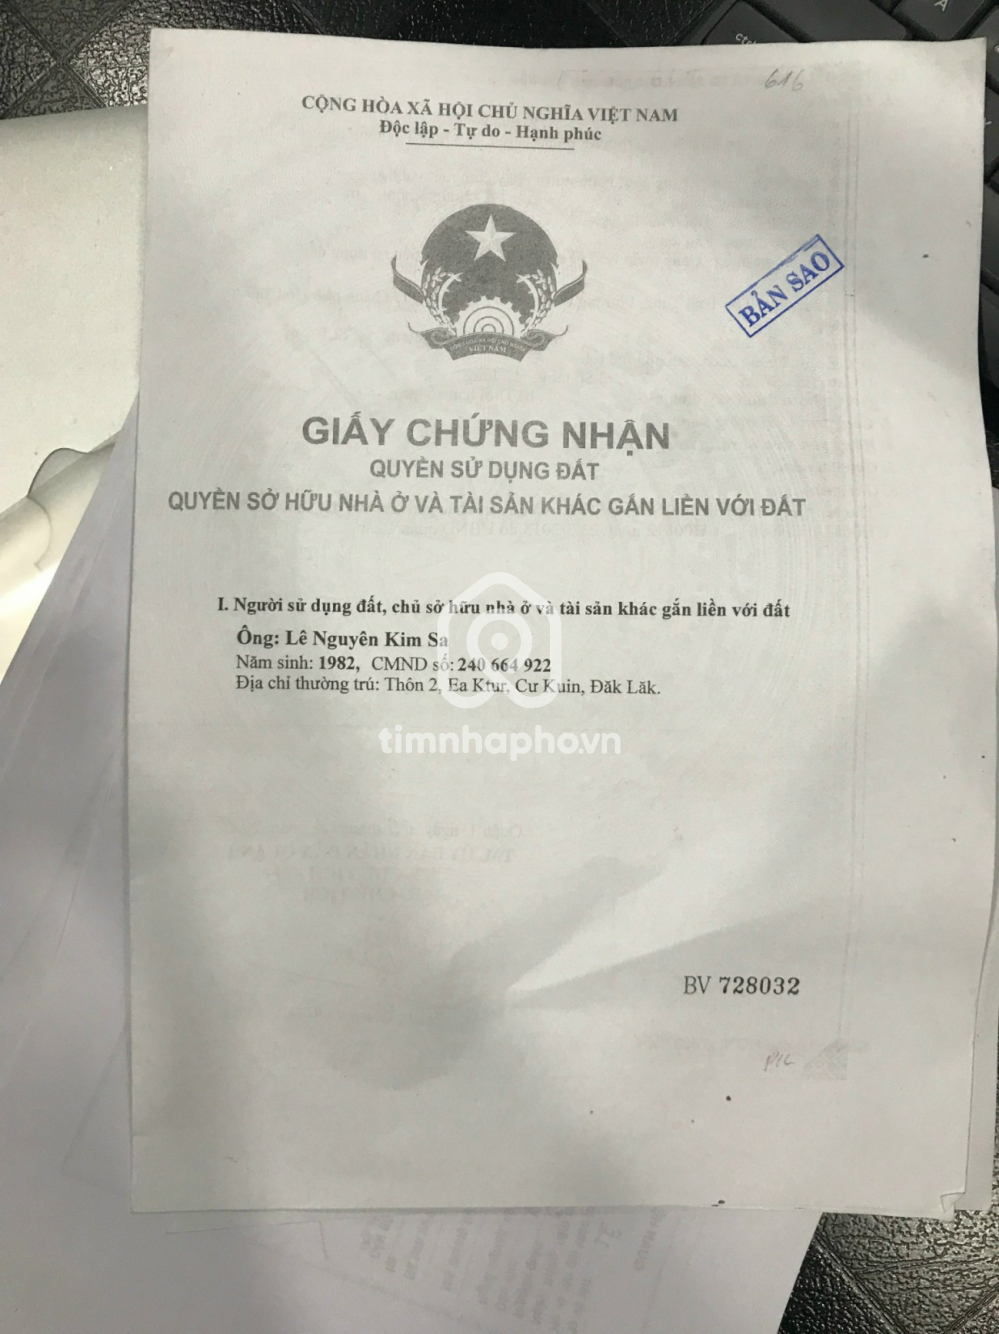 616
CỘNG HÒA XÃ HỘI CHỦ NGHĨA VIỆT NAM
Độc lập - Tự do - Hạnh phúc
BẢN SAO
VIỆT NAM
GIẤY CHỨNG NHẬN
QUYỀN SỬ DỤNG ĐẤT
QUYỀN SỞ HỮU NHÀ Ở VÀ TÀI SẢN KHÁC GẮN LIỀN VỚI ĐẤT
I. Người sử dụng đất, chủ sở hữu nhà ở và tài sản khác gắn liền với đất
Ông: Lê Nguyên Kim Sa
Năm sinh: 1982, CMND số: 240 664 922
Địa chỉ thường trú: Thôn 2, Ea Ktur, Cư Kuin, Đăk Lăk.
timnhapho.vn
BV 728032